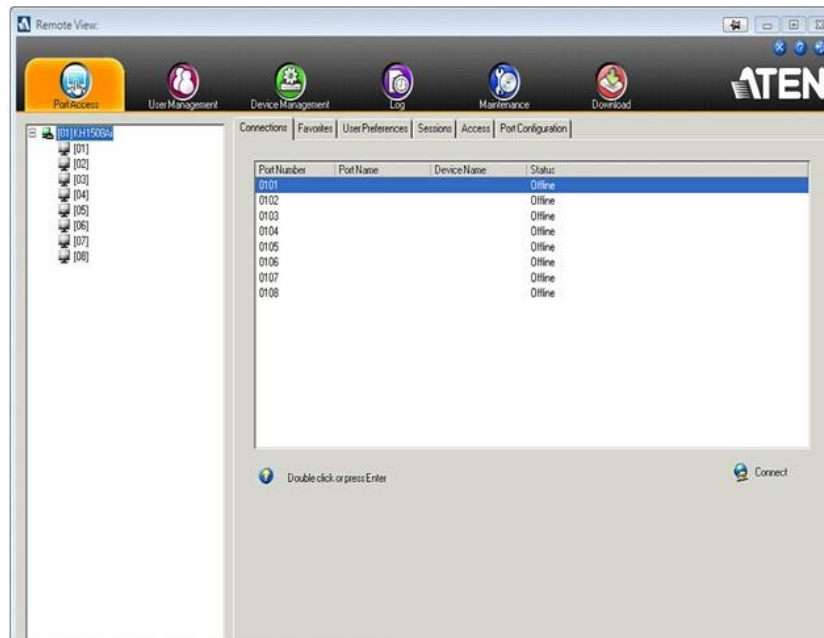 Remote View:
Port Access
User Management
Device Management
Log
Maintenance
Download
ATEN
[01]KH1508Ai
[01]
[02]
[03]
[04]
[05]
[06]
[07]
[08]
Connections Favorites User Preferences Sessions Access Port Configuration
Port Number Port Name Device Name Status
0101 Offline
0102 Offline
0103 Offline
0104 Offline
0105 Offline
0106 Offline
0107 Offline
0108 Offline
Double click or press Enter
Connect